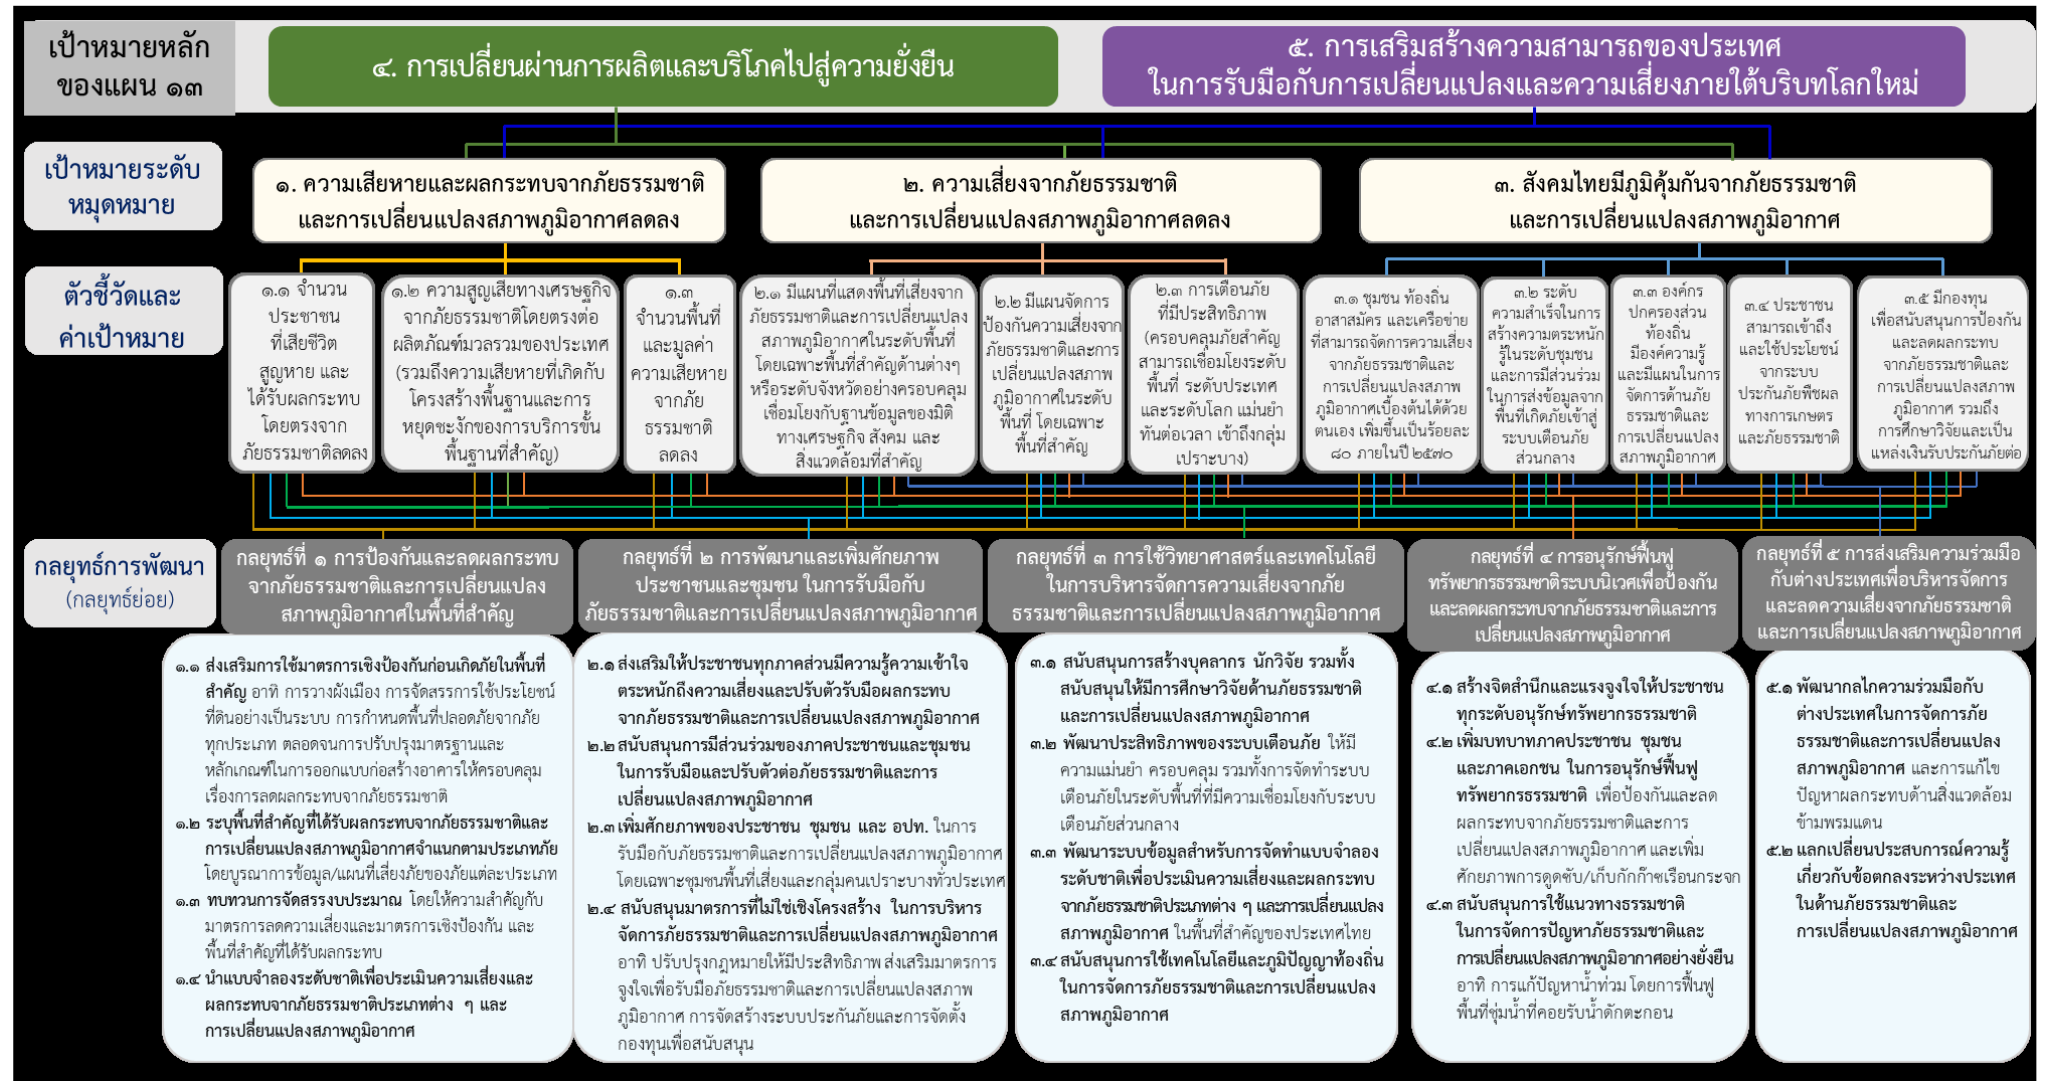 เป้าหมายหลัก
ของแผน ๑๓
๔. การเปลี่ยนผ่านการผลิตและบริโภคไปสู่ความยั่งยืน
๕. การเสริมสร้างความสามารถของประเทศ
ในการรับมือกับการเปลี่ยนแปลงและความเสี่ยงภายใต้บริบทโลกใหม่
เป้าหมายระดับ
หมุดหมาย
๑. ความเสียหายและผลกระทบจากภัยธรรมชาติ
และการเปลี่ยนแปลงสภาพภูมิอากาศลดลง
๒. ความเสี่ยงจากภัยธรรมชาติ
และการเปลี่ยนแปลงสภาพภูมิอากาศลดลง
๓. สังคมไทยมีภูมิคุ้มกันจากภัยธรรมชาติ
และการเปลี่ยนแปลงสภาพภูมิอากาศ
ตัวชี้วัดและ
ค่าเป้าหมาย
๑.๑ จำนวน
ประชาชน
ที่เสียชีวิต
สูญหาย และ
ได้รับผลกระทบ
โดยตรงจาก
ภัยธรรมชาติลดลง
๑.๒ ความสูญเสียทางเศรษฐกิจ
จากภัยธรรมชาติโดยตรงต่อ
ผลิตภัณฑ์มวลรวมของประเทศ
(รวมถึงความเสียหายที่เกิดกับ
โครงสร้างพื้นฐานและการ
หยุดชะงักของการบริการขั้น
พื้นฐานที่สำคัญ)
๑.๓
จำนวนพื้นที่
และมูลค่า
ความเสียหาย
จากภัย
ธรรมชาติ
ลดลง
๒.๑ มีแผนที่แสดงพื้นที่เสี่ยงจาก
ภัยธรรมชาติและการเปลี่ยนแปลง
สภาพภูมิอากาศในระดับพื้นที่
โดยเฉพาะพื้นที่สำคัญด้านต่างๆ
หรือระดับจังหวัดอย่างครอบคลุม
เชื่อมโยงกับฐานข้อมูลของมิติ
ทางเศรษฐกิจ สังคม และ
สิ่งแวดล้อมที่สำคัญ
๒.๒ มีแผนจัดการ
ป้องกันความเสี่ยงจาก
ภัยธรรมชาติและการ
เปลี่ยนแปลงสภาพ
ภูมิอากาศในระดับ
พื้นที่ โดยเฉพาะ
พื้นที่สำคัญ
๒.๓ การเตือนภัย
ที่มีประสิทธิภาพ
(ครอบคลุมภัยสำคัญ
สามารถเชื่อมโยงระดับ
พื้นที่ ระดับประเทศ
และระดับโลก แม่นยำ
ทันต่อเวลา เข้าถึงกลุ่ม
เปราะบาง)
๓.๑ ชุมชน ท้องถิ่น
อาสาสมัคร และเครือข่าย
ที่สามารถจัดการความเสี่ยง
จากภัยธรรมชาติและ
การเปลี่ยนแปลงสภาพ
ภูมิอากาศเบื้องต้นได้ด้วย
ตนเอง เพิ่มขึ้นเป็นร้อยละ
๘๐ ภายในปี ๒๕๗๐
๓.๒ ระดับ
ความสำเร็จในการ
สร้างความตระหนัก
รู้ในระดับชุมชน
และการมีส่วนร่วม
ในการส่งข้อมูลจาก
พื้นที่เกิดภัยเข้าสู่
ระบบเตือนภัย
ส่วนกลาง
๓.๓ องค์กร
ปกครองส่วน
ท้องถิ่น
มีองค์ความรู้
และมีแผนในการ
จัดการด้านภัย
ธรรมชาติและ
การเปลี่ยนแปลง
สภาพภูมิอากาศ
๓.๔ ประชาชน
สามารถเข้าถึง
และใช้ประโยชน์
จากระบบ
ประกันภัยพืชผล
ทางการเกษตร
และภัยธรรมชาติ
๓.๕ มีกองทุน
เพื่อสนับสนุนการป้องกัน
และลดผลกระทบ
จากภัยธรรมชาติและ
การเปลี่ยนแปลงสภาพ
ภูมิอากาศ รวมถึง
การศึกษาวิจัยและเป็น
แหล่งเงินรับประกันภัยต่อ
กลยุทธ์การพัฒนา
(กลยุทธ์ย่อย)
กลยุทธ์ที่ ๑ การป้องกันและลดผลกระทบ
จากภัยธรรมชาติและการเปลี่ยนแปลง
สภาพภูมิอากาศในพื้นที่สำคัญ
กลยุทธ์ที่ ๒ การพัฒนาและเพิ่มศักยภาพ
ประชาชนและชุมชน ในการรับมือกับ
ภัยธรรมชาติและการเปลี่ยนแปลงสภาพภูมิอากาศ
กลยุทธ์ที่ ๓ การใช้วิทยาศาสตร์และเทคโนโลยี
ในการบริหารจัดการความเสี่ยงจากภัย
ธรรมชาติและการเปลี่ยนแปลงสภาพภูมิอากาศ
กลยุทธ์ที่ ๔ การอนุรักษ์ฟื้นฟู
ทรัพยากรธรรมชาติระบบนิเวศเพื่อป้องกัน
และลดผลกระทบจากภัยธรรมชาติและการ
เปลี่ยนแปลงสภาพภูมิอากาศ
กลยุทธ์ที่ ๕ การส่งเสริมความร่วมมือ
กับต่างประเทศเพื่อบริหารจัดการ
และลดความเสี่ยงจากภัยธรรมชาติ
และการเปลี่ยนแปลงสภาพภูมิอากาศ
๑.๑ ส่งเสริมการใช้มาตรการเชิงป้องกันก่อนเกิดภัยในพื้นที่
สำคัญ อาทิ การวางผังเมือง การจัดสรรการใช้ประโยชน์
ที่ดินอย่างเป็นระบบ การกำหนดพื้นที่ปลอดภัยจากภัย
ทุกประเภท ตลอดจนการปรับปรุงมาตรฐานและ
หลักเกณฑ์ในการออกแบบก่อสร้างอาคารให้ครอบคลุม
เรื่องการลดผลกระทบจากภัยธรรมชาติ
๑.๒ ระบุพื้นที่สำคัญที่ได้รับผลกระทบจากภัยธรรมชาติและ
การเปลี่ยนแปลงสภาพภูมิอากาศจำแนกตามประเภทภัย
โดยบูรณาการข้อมูล/แผนที่เสี่ยงภัยของภัยแต่ละประเภท
๑.๓ ทบทวนการจัดสรรงบประมาณ โดยให้ความสำคัญกับ
มาตรการลดความเสี่ยงและมาตรการเชิงป้องกัน และ
พื้นที่สำคัญที่ได้รับผลกระทบ
๑.๔ นำแบบจำลองระดับชาติเพื่อประเมินความเสี่ยงและ
ผลกระทบจากภัยธรรมชาติประเภทต่าง ๆ และ
การเปลี่ยนแปลงสภาพภูมิอากาศ
๒.๑ ส่งเสริมให้ประชาชนทุกภาคส่วนมีความรู้ความเข้าใจ
ตระหนักถึงความเสี่ยงและปรับตัวรับมือผลกระทบ
จากภัยธรรมชาติและการเปลี่ยนแปลงสภาพภูมิอากาศ
๒.๒ สนับสนุนการมีส่วนร่วมของภาคประชาชนและชุมชน
ในการรับมือและปรับตัวต่อภัยธรรมชาติและการ
เปลี่ยนแปลงสภาพภูมิอากาศ
๒.๓ เพิ่มศักยภาพของประชาชน ชุมชน และ อปท. ในการ
รับมือกับภัยธรรมชาติและการเปลี่ยนแปลงสภาพภูมิอากาศ
โดยเฉพาะชุมชนพื้นที่เสี่ยงและกลุ่มคนเปราะบางทั่วประเทศ
๒.๔ สนับสนุนมาตรการที่ไม่ใช่เชิงโครงสร้าง ในการบริหาร
จัดการภัยธรรมชาติและการเปลี่ยนแปลงสภาพภูมิอากาศ
อาทิ ปรับปรุงกฎหมายให้มีประสิทธิภาพ ส่งเสริมมาตรการ
จูงใจเพื่อรับมือภัยธรรมชาติและการเปลี่ยนแปลงสภาพ
ภูมิอากาศ การจัดสร้างระบบประกันภัยและการจัดตั้ง
กองทุนเพื่อสนับสนุน
๓.๑ สนับสนุนการสร้างบุคลากร นักวิจัย รวมทั้ง
สนับสนุนให้มีการศึกษาวิจัยด้านภัยธรรมชาติ
และการเปลี่ยนแปลงสภาพภูมิอากาศ
๓.๒ พัฒนาประสิทธิภาพของระบบเตือนภัย ให้มี
ความแม่นยำ ครอบคลุม รวมทั้งการจัดทำระบบ
เตือนภัยในระดับพื้นที่ที่มีความเชื่อมโยงกับระบบ
เตือนภัยส่วนกลาง
๓.๓ พัฒนาระบบข้อมูลสำหรับการจัดทำแบบจำลอง
ระดับชาติเพื่อประเมินความเสี่ยงและผลกระทบ
จากภัยธรรมชาติประเภทต่าง ๆ และการเปลี่ยนแปลง
สภาพภูมิอากาศ ในพื้นที่สำคัญของประเทศไทย
๓.๔ สนับสนุนการใช้เทคโนโลยีและภูมิปัญญาท้องถิ่น
ในการจัดการภัยธรรมชาติและการเปลี่ยนแปลง
สภาพภูมิอากาศ
๔.๑ สร้างจิตสำนึกและแรงจูงใจให้ประชาชน
ทุกระดับอนุรักษ์ทรัพยากรธรรมชาติ
๔.๒ เพิ่มบทบาทภาคประชาชน ชุมชน
และภาคเอกชน ในการอนุรักษ์ฟื้นฟู
ทรัพยากรธรรมชาติ เพื่อป้องกันและลด
ผลกระทบจากภัยธรรมชาติและการ
เปลี่ยนแปลงสภาพภูมิอากาศ และเพิ่ม
ศักยภาพการดูดซับ/เก็บกักก๊าซเรือนกระจก
๔.๓ สนับสนุนการใช้แนวทางธรรมชาติ
ในการจัดการปัญหาภัยธรรมชาติและ
การเปลี่ยนแปลงสภาพภูมิอากาศอย่างยั่งยืน
อาทิ การแก้ปัญหาน้ำท่วม โดยการฟื้นฟู
พื้นที่ชุ่มน้ำที่คอยรับน้ำดักตะกอน
๕.๑ พัฒนากลไกความร่วมมือกับ
ต่างประเทศในการจัดการภัย
ธรรมชาติและการเปลี่ยนแปลง
สภาพภูมิอากาศ และการแก้ไข
ปัญหาผลกระทบด้านสิ่งแวดล้อม
ข้ามพรมแดน
๕.๒ แลกเปลี่ยนประสบการณ์ความรู้
เกี่ยวกับข้อตกลงระหว่างประเทศ
ในด้านภัยธรรมชาติและ
การเปลี่ยนแปลงสภาพภูมิอากาศ